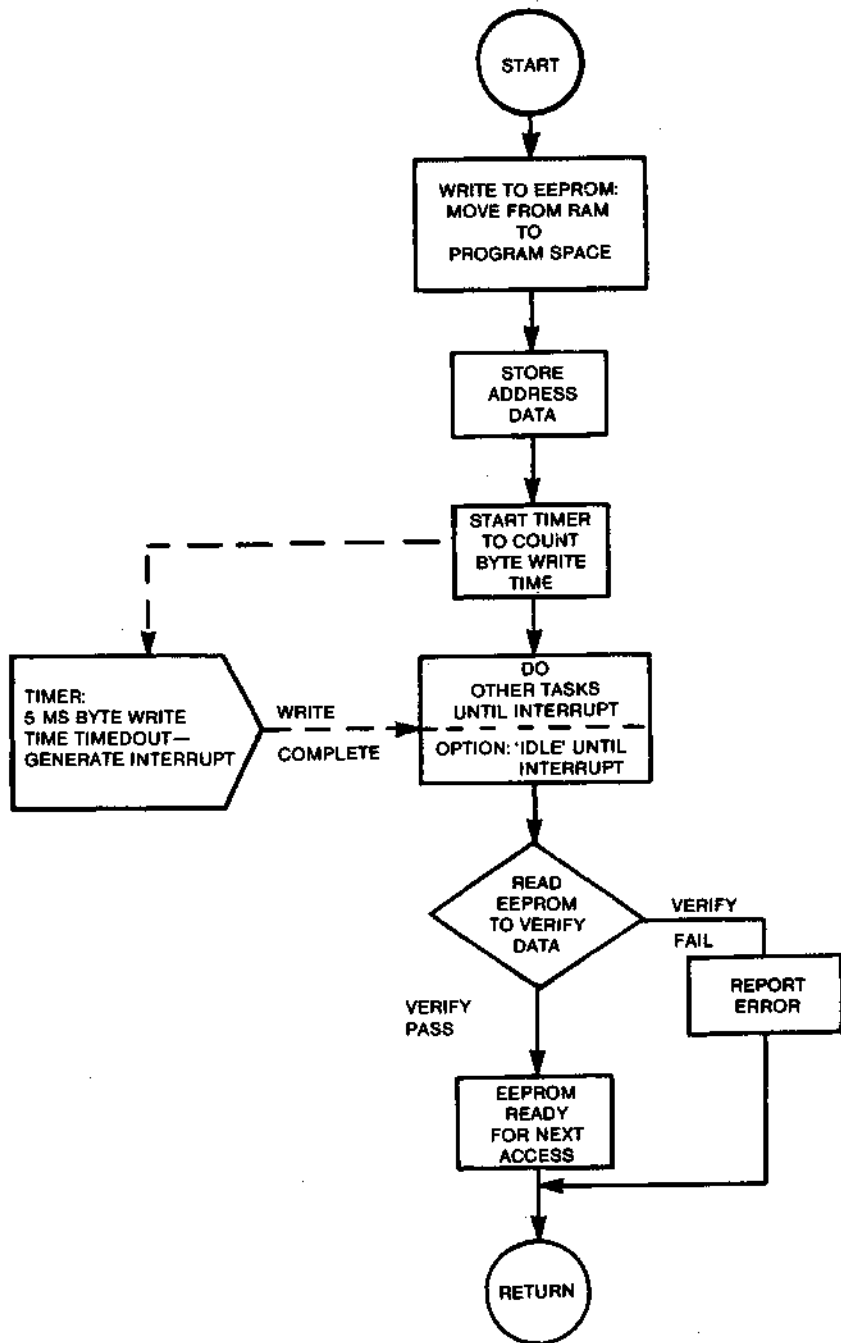 START
WRITE TO EEPROM:
MOVE FROM RAM
TO
PROGRAM SPACE
STORE
ADDRESS
DATA
START TIMER
TO COUNT
BYTE WRITE
TIME
TIMER:
5 MS BYTE WRITE
TIME TIMEDOUT—
GENERATE INTERRUPT
WRITE
COMPLETE
DO
OTHER TASKS
UNTIL INTERRUPT
OPTION: 'IDLE' UNTIL
INTERRUPT
READ
EEPROM
TO VERIFY
DATA
VERIFY
FAIL
REPORT
ERROR
VERIFY
PASS
EEPROM
READY
FOR NEXT
ACCESS
RETURN